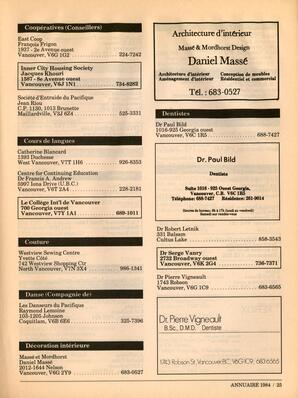 Coopératives (Conseillers)
East Coop
François Frigon
1927 - 2e Avenue ouest
Vancouver, V6G 1G2 224-7242
Inner City Housing Society
Jacques Khouri
1587 - 8e Avenue ouest
Vancouver, V6J 1N1 734-8282
Société d'Entraide du Pacifique
Jean Riou
C.P. 1130, 1013 Brunette
Maillardville, V3J 6Z4 525-3331
Cours de langues
Catherine Blancard
1393 Duchesse
West Vancouver, V7T 1H6 926-8353
Centre for Continuing Education
Dr Francis A. Andrew
5997 Iona Drive (U.B.C.)
Vancouver, V6T 2A4 228-2181
Le Collège Int'l de Vancouver
700 Georgia ouest
Vancouver, V7Y 1A1 689-1011
Couture
Westview Sewing Centre
Yvette Côté
742 Westview Shopping Ctr
North Vancouver, V7N 3X4 986-1341
Danse (Compagnie de)
Les Danseurs du Pacifique
Raymond Lemoine
103-1205 Johnson
Coquitlam, V3B 6E6 325-7396
Décoration intérieure
Massé et Mordhorst
Daniel Massé
2012-1644 Nelson
Vancouver, V6G 2Y9 683-0527
Architecture d'intérieur
Massé & Mordhorst Design
Daniel Massé
Architecture d'intérieur
Aménagement d'intérieur
Conception de meubles
Résidentiel et commercial
Tél.: 683-0527
Dentistes
Dr Paul Bild
1016-925 Georgia ouest
Vancouver, V6C 1R5 688-7427
Dr. Paul Bild
Dentiste
Suite 1016 - 925 Ouest Georgia,
Vancouver, C.B. V6C 1R5
Téléphone: 688-7427 Résidence: 261-9014
Sauf sur rendez-vous
Dr Robert Letnik
331 Balsam
Cultus Lake 858-3543
Dr Serge Vanry
2732 Broadway ouest
Vancouver, V6K 2G4 736-7371
Dr Pierre Vigneault
1743 Robson
Vancouver, V6G 1C9 683-6565
Dr. Pierre Vigneault
B.Sc., D.M.D. Dentiste
1743 Robson St. Vancouver B.C. V6G 1C9 683-6565
ANNUAIRE 1984 / 25